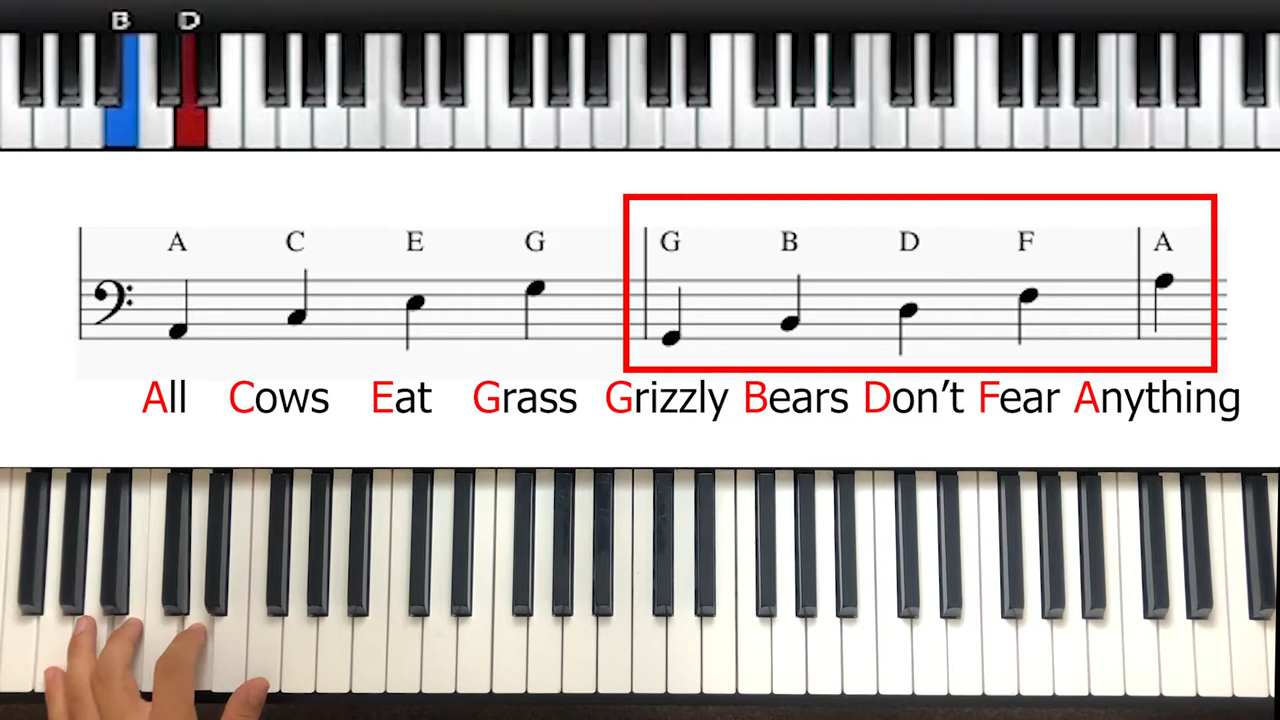 B D
A C E G G B D F A
All Cows Eat Grass Grizzly Bears Don’t Fear Anything